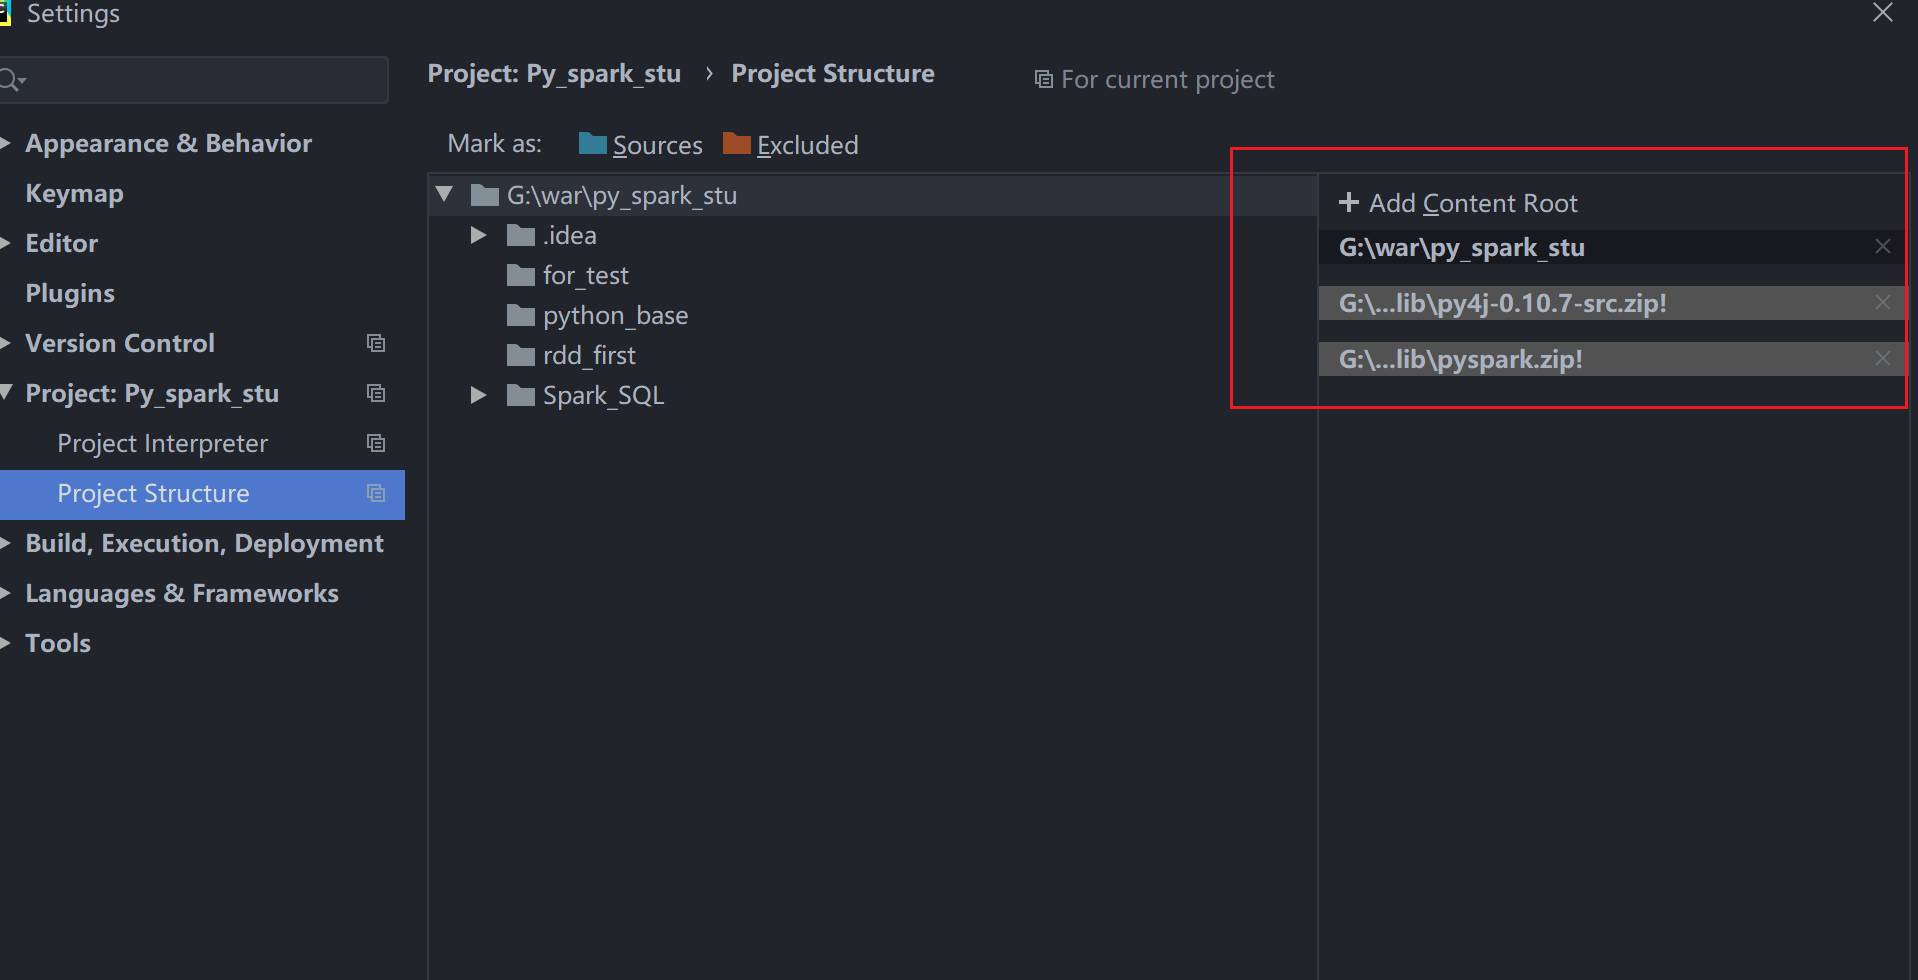 Settings
Appearance & Behavior
Keymap
Editor
Plugins
Version Control
Project: Py_spark_stu
Project Interpreter
Project Structure
Build, Execution, Deployment
Languages & Frameworks
Tools
Project: Py_spark_stu › Project Structure
For current project
Mark as: Sources Excluded
G:\war\py_spark_stu
.idea
for_test
python_base
rdd_first
Spark_SQL
+ Add Content Root
G:\war\py_spark_stu
G:\...lib\py4j-0.10.7-src.zip!
G:\...lib\pyspark.zip!